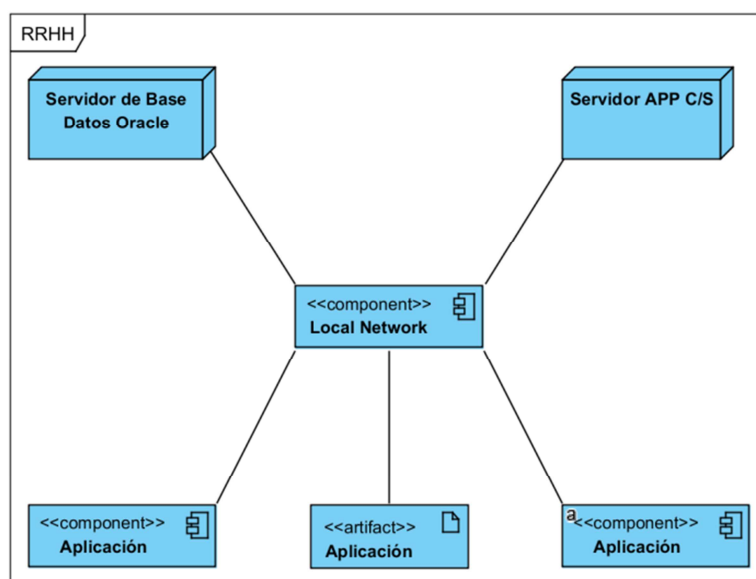 RRHH
Servidor de Base
Datos Oracle
Servidor APP C/S
<<component>>
Local Network
<<component>>
Aplicación
<<artifact>>
Aplicación
a
<<component>>
Aplicación